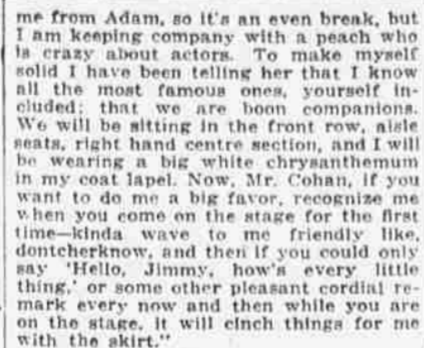 me from Adam, so it's an even break, but
I am keeping company with a peach who
is crazy about actors. To make myself
solid I have been telling her that I know
all the most famous ones, yourself in-
cluded; that we are boon companions.
We will be sitting in the front row, aisle
seats, right hand centre section, and I will
be wearing a big white chrysanthemum
in my coat lapel. Now, Mr. Cohan, if you
want to do me a big favor, recognize me
when you come on the stage for the first
time—kinda wave to me friendly like,
dontcherknow, and then if you could only
say 'Hello, Jimmy, how's every little
thing,' or some other pleasant cordial re-
mark every now and then while you are
on the stage, it will cinch things for me
with the skirt."